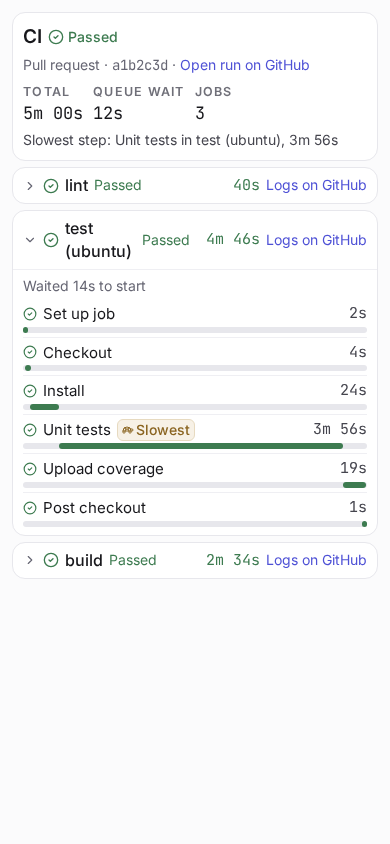 CI Passed
Pull request · a1b2c3d · Open run on GitHub
TOTAL QUEUE WAIT JOBS
5m 00s 12s 3
Slowest step: Unit tests in test (ubuntu), 3m 56s
lint Passed 40s Logs on GitHub
test (ubuntu) Passed 4m 46s Logs on GitHub
Waited 14s to start
Set up job 2s
Checkout 4s
Install 24s
Unit tests Slowest 3m 56s
Upload coverage 19s
Post checkout 1s
build Passed 2m 34s Logs on GitHub